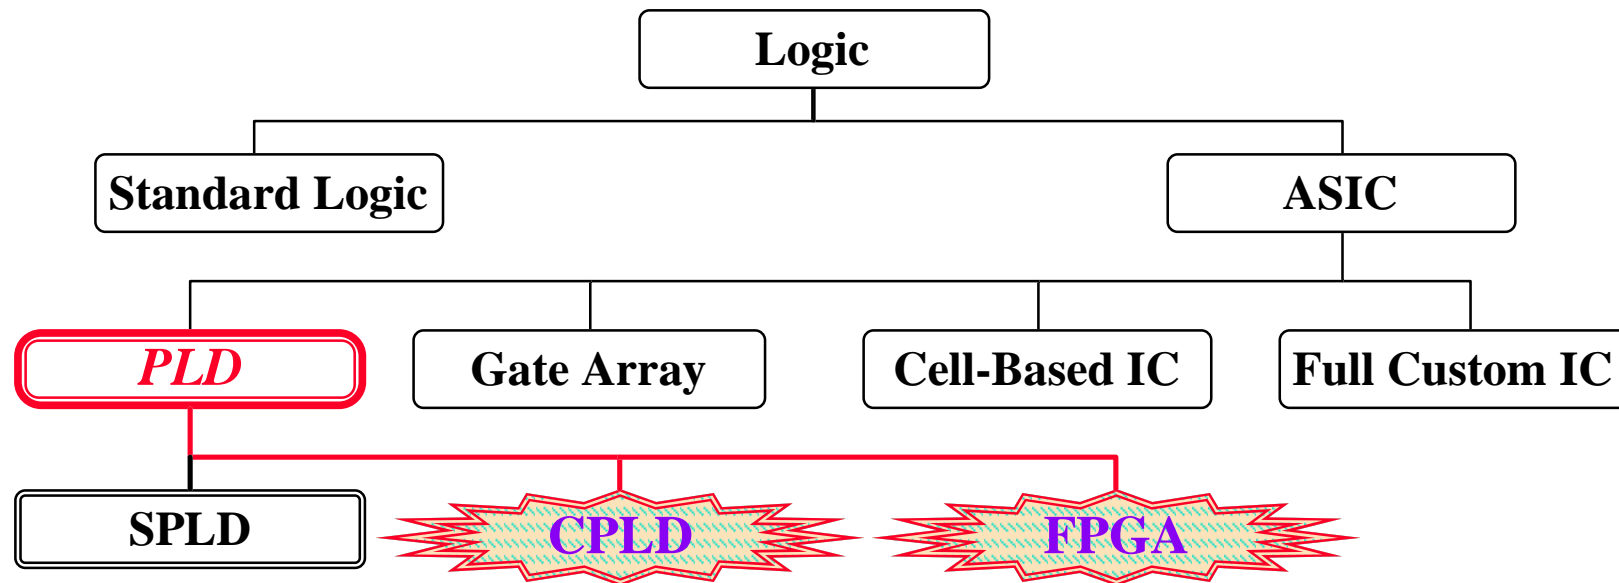 Logic
Standard Logic
ASIC
PLD
Gate Array
Cell-Based IC
Full Custom IC
SPLD
CPLD
FPGA